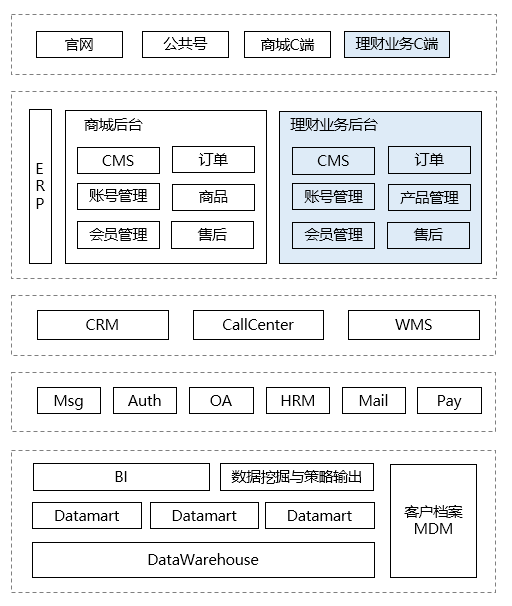 官网
公共号
商城C端
理财业务C端
E
R
P
商城后台
CMS
订单
账号管理
商品
会员管理
售后
理财业务后台
CMS
订单
账号管理
产品管理
会员管理
售后
CRM
CallCenter
WMS
Msg
Auth
OA
HRM
Mail
Pay
BI
数据挖掘与策略输出
Datamart
Datamart
Datamart
DataWarehouse
客户档案
MDM